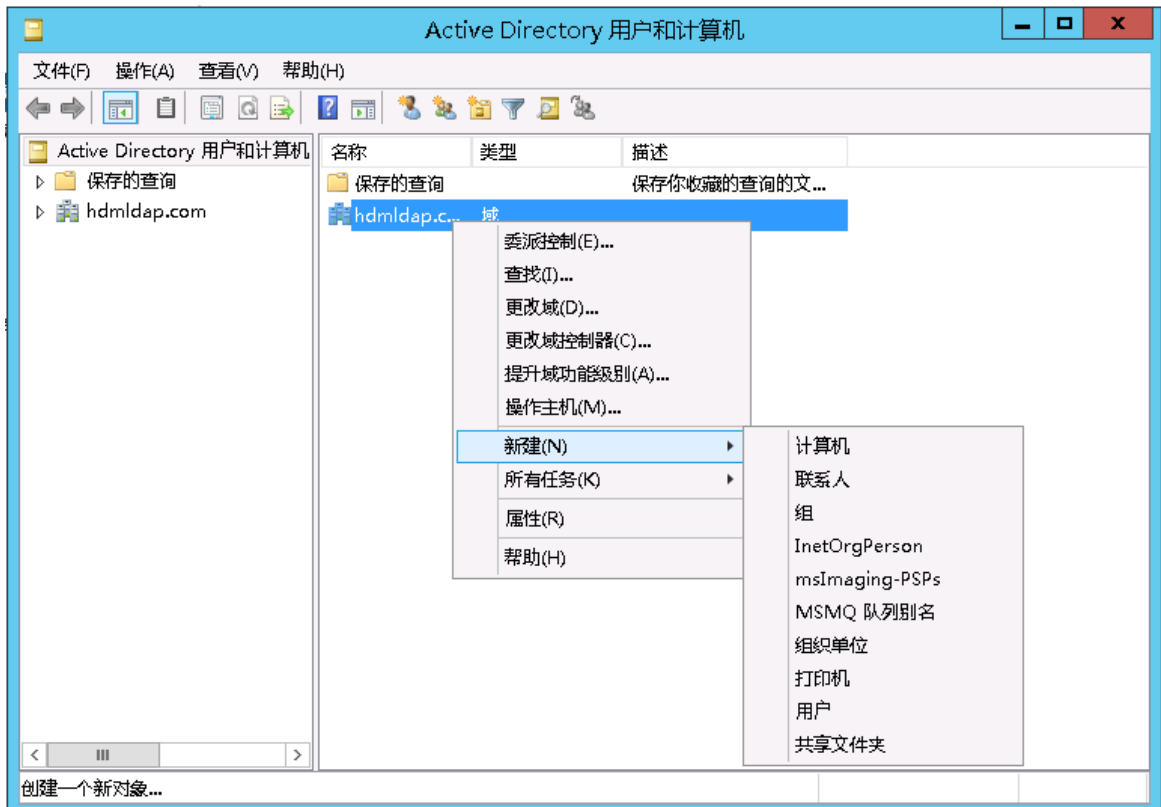 Active Directory 用户和计算机
文件(F) 操作(A) 查看(V) 帮助(H)
Active Directory 用户和计算机
保存的查询
hdmldap.com
名称 类型 描述
保存的查询 保存你收藏的查询的文...
hdmldap.c... 域
委派控制(E)...
查找(I)...
更改域(D)...
更改域控制器(C)...
提升域功能级别(A)...
操作主机(M)...
新建(N)
所有任务(K)
属性(R)
帮助(H)
计算机
联系人
组
InetOrgPerson
msImaging-PSPs
MSMQ 队列别名
组织单位
打印机
用户
共享文件夹
创建一个新对象...